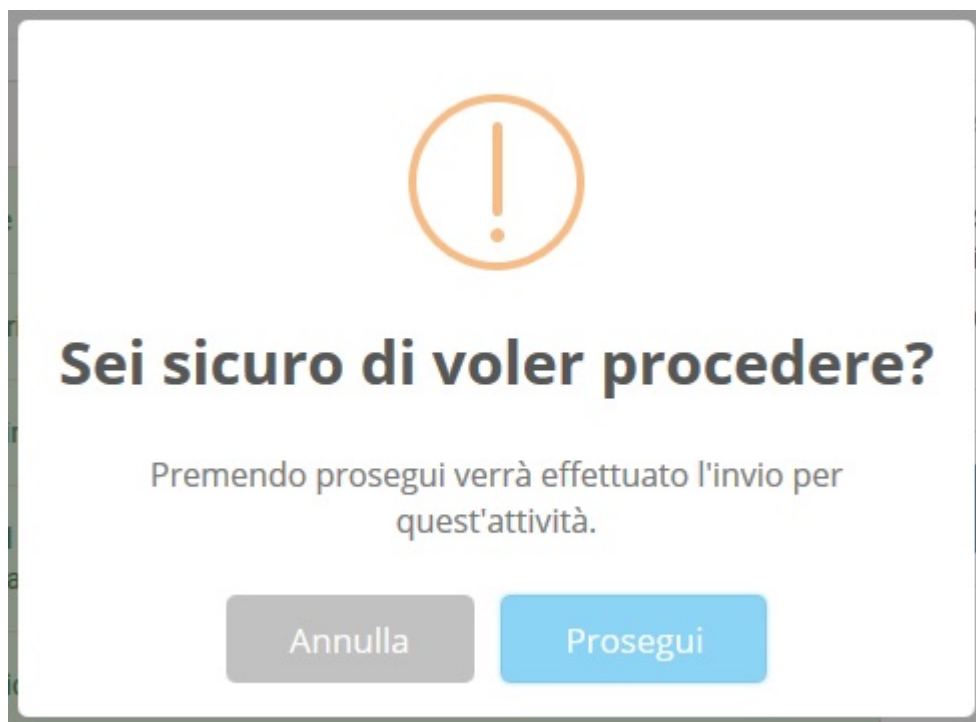 Sei sicuro di voler procedere?
Premendo prosegui verrà effettuato l'invio per
quest'attività.
Annulla
Prosegui